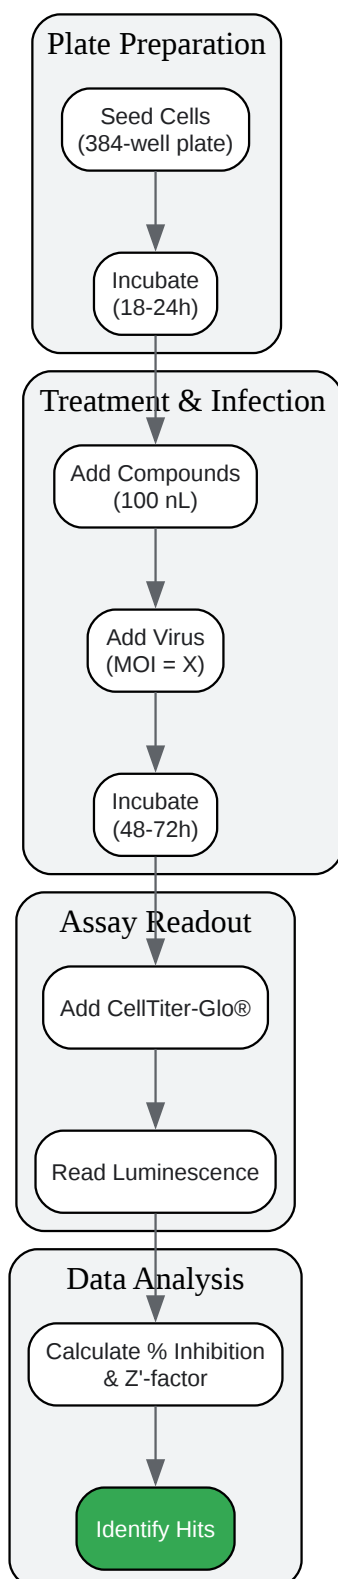 Plate Preparation
Seed Cells
(384-well plate)
Incubate
(18-24h)
Treatment & Infection
Add Compounds
(100 nL)
Add Virus
(MOI = X)
Incubate
(48-72h)
Assay Readout
Add CellTiter-Glo®
Read Luminescence
Data Analysis
Calculate % Inhibition
& Z'-factor
Identify Hits